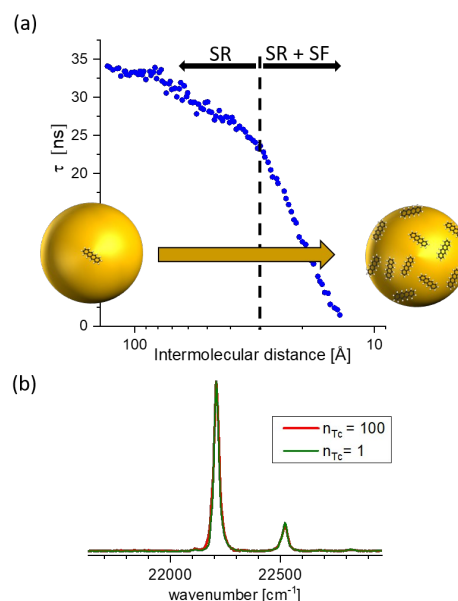 (a)
SR
SR + SF
τ [ns]
35
30
25
20
15
10
5
0
100
10
Intermolecular distance [Å]
(b)
n_Tc = 100
n_Tc = 1
22000
22500
wavenumber [cm⁻¹]